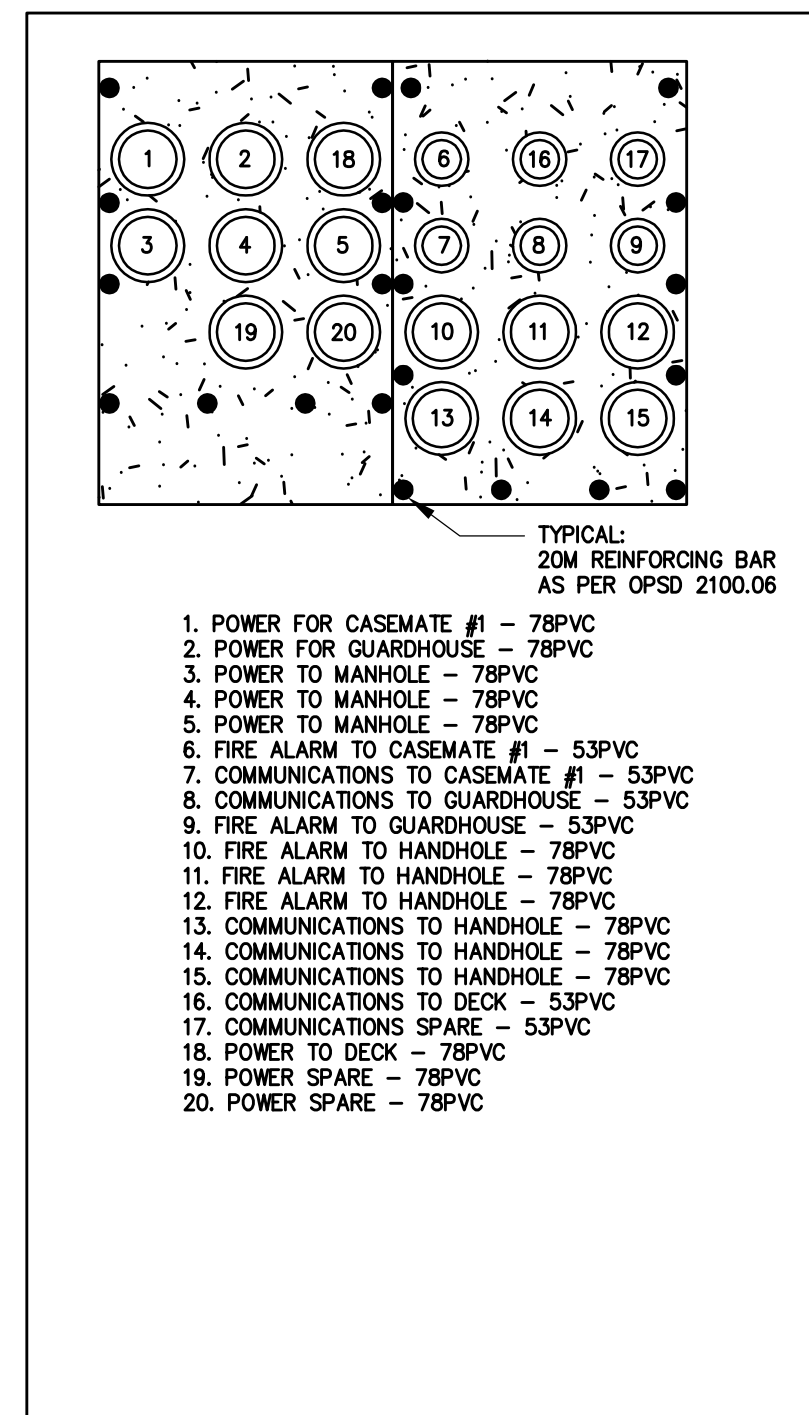 1 2 18 6 16 17
3 4 5 7 8 9
19 20 10 11 12
13 14 15
TYPICAL:
20M REINFORCING BAR
AS PER OPSD 2100.06
1. POWER FOR CASEMATE #1 – 78PVC
2. POWER FOR GUARDHOUSE – 78PVC
3. POWER TO MANHOLE – 78PVC
4. POWER TO MANHOLE – 78PVC
5. POWER TO MANHOLE – 78PVC
6. FIRE ALARM TO CASEMATE #1 – 53PVC
7. COMMUNICATIONS TO CASEMATE #1 – 53PVC
8. COMMUNICATIONS TO GUARDHOUSE – 53PVC
9. FIRE ALARM TO GUARDHOUSE – 53PVC
10. FIRE ALARM TO HANDHOLE – 78PVC
11. FIRE ALARM TO HANDHOLE – 78PVC
12. FIRE ALARM TO HANDHOLE – 78PVC
13. COMMUNICATIONS TO HANDHOLE – 78PVC
14. COMMUNICATIONS TO HANDHOLE – 78PVC
15. COMMUNICATIONS TO HANDHOLE – 78PVC
16. COMMUNICATIONS TO DECK – 53PVC
17. COMMUNICATIONS SPARE – 53PVC
18. POWER TO DECK – 78PVC
19. POWER SPARE – 78PVC
20. POWER SPARE – 78PVC